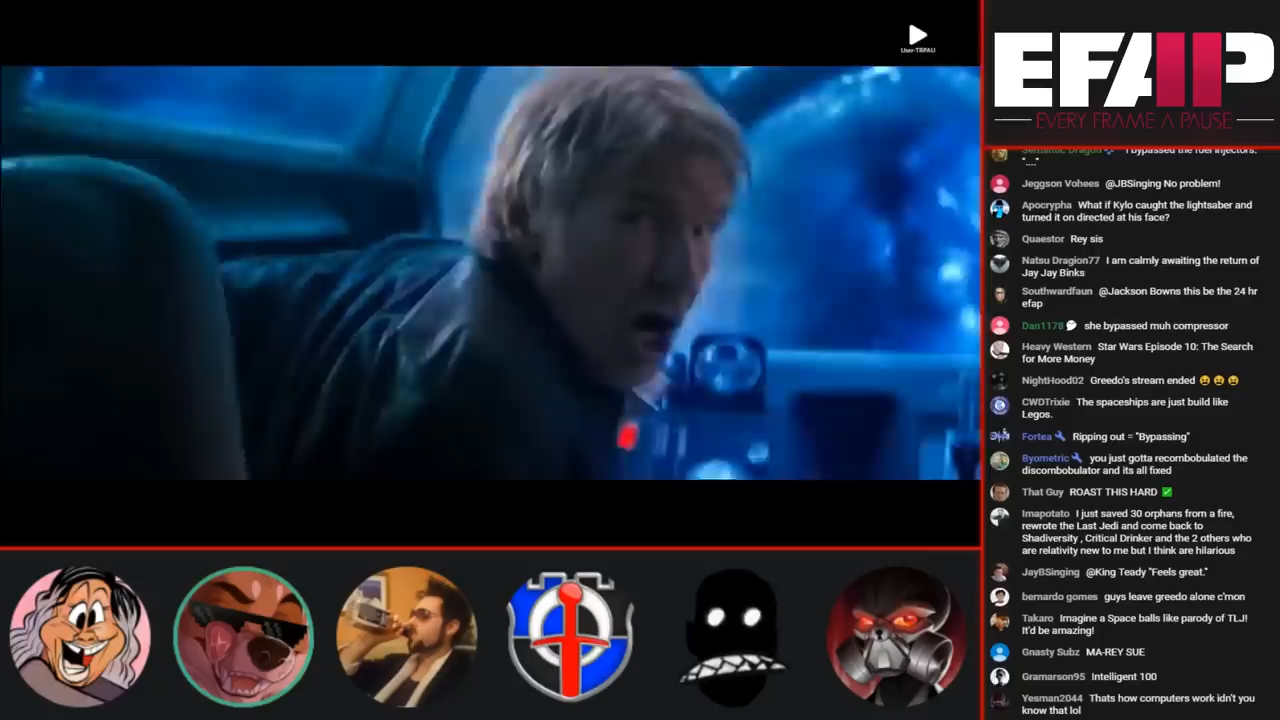 User-TBFAU
EFAP
EVERY FRAME A PAUSE
Semantic Dragon I bypassed the fuel injectors.
"...."
Jeggson Vohees @JBSinging No problem!
Apocrypha What if Kylo caught the lightsaber and
turned it on directed at his face?
Quaestor Rey sis
Natsu Dragion77 I am calmly awaiting the return of
Jay Jay Binks
Southwardfaun @Jackson Bowns this be the 24 hr
efap
Dan1178 she bypassed muh compressor
Heavy Western Star Wars Episode 10: The Search
for More Money
NightHood02 Greedo's stream ended 😫 😫 😫
CWDTrixie The spaceships are just build like
Legos.
Fortea Ripping out = "Bypassing"
Byometric you just gotta recombobulated the
discombobulator and its all fixed
That Guy ROAST THIS HARD ✅
Imapotato I just saved 30 orphans from a fire,
rewrote the Last Jedi and come back to
Shadiversity , Critical Drinker and the 2 others who
are relativity new to me but I think are hilarious
JayBSinging @King Teady "Feels great."
bernardo gomes guys leave greedo alone c'mon
Takaro Imagine a Space balls like parody of TLJ!
It'd be amazing!
Gnasty Subz MA-REY SUE
Gramarson95 Intelligent 100
Yesman2044 Thats how computers work idn't you
know that lol